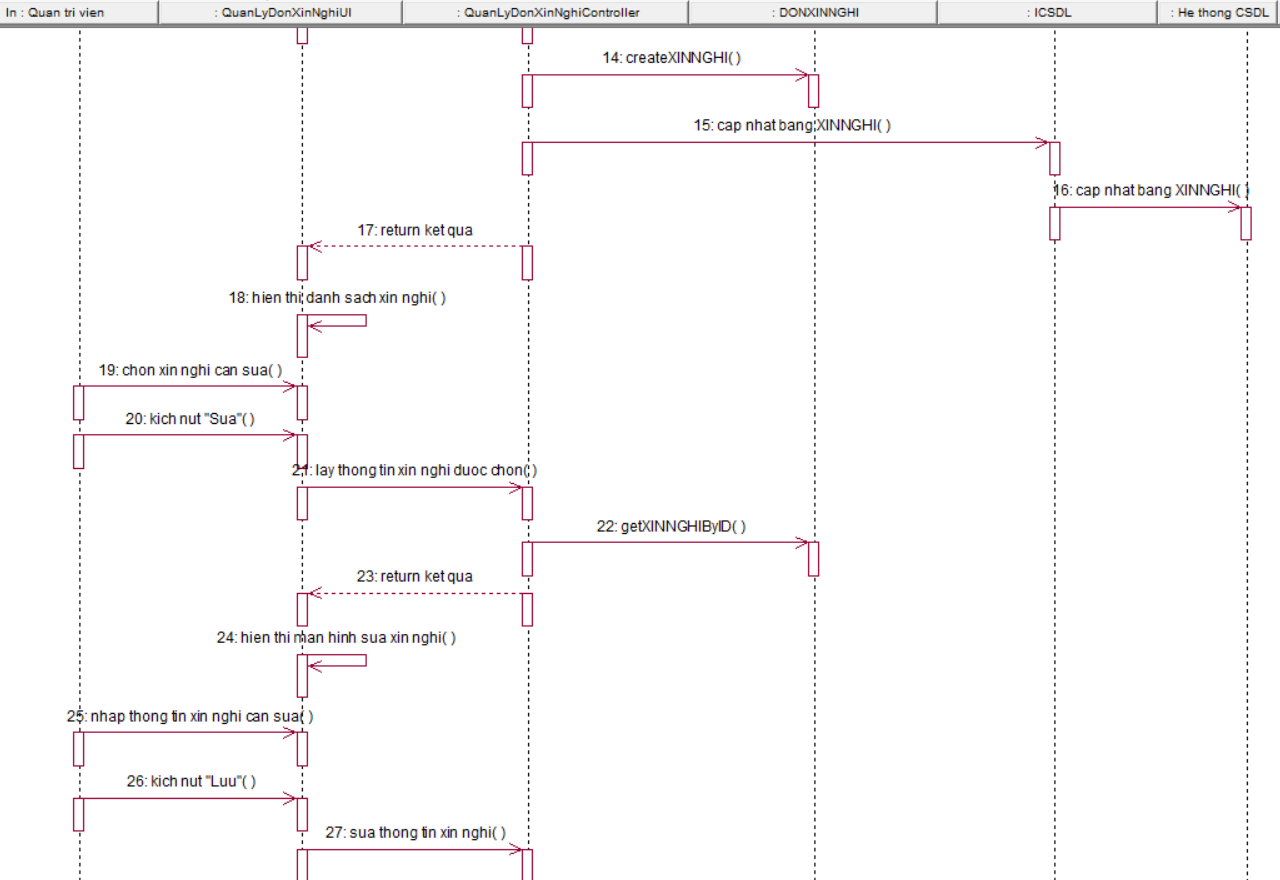 In : Quan tri vien
: QuanLyDonXinNghiUI
: QuanLyDonXinNghiController
: DONXINNGHI
: ICSDL
: He thong CSDL
14: createXINNGHI( )
15: cap nhat bang XINNGHI( )
16: cap nhat bang XINNGHI( )
17: return ket qua
18: hien thi danh sach xin nghi( )
19: chon xin nghi can sua( )
20: kich nut "Sua"( )
21: lay thong tin xin nghi duoc chon( )
22: getXINNGHIByID( )
23: return ket qua
24: hien thi man hinh sua xin nghi( )
25: nhap thong tin xin nghi can sua( )
26: kich nut "Luu"( )
27: sua thong tin xin nghi( )